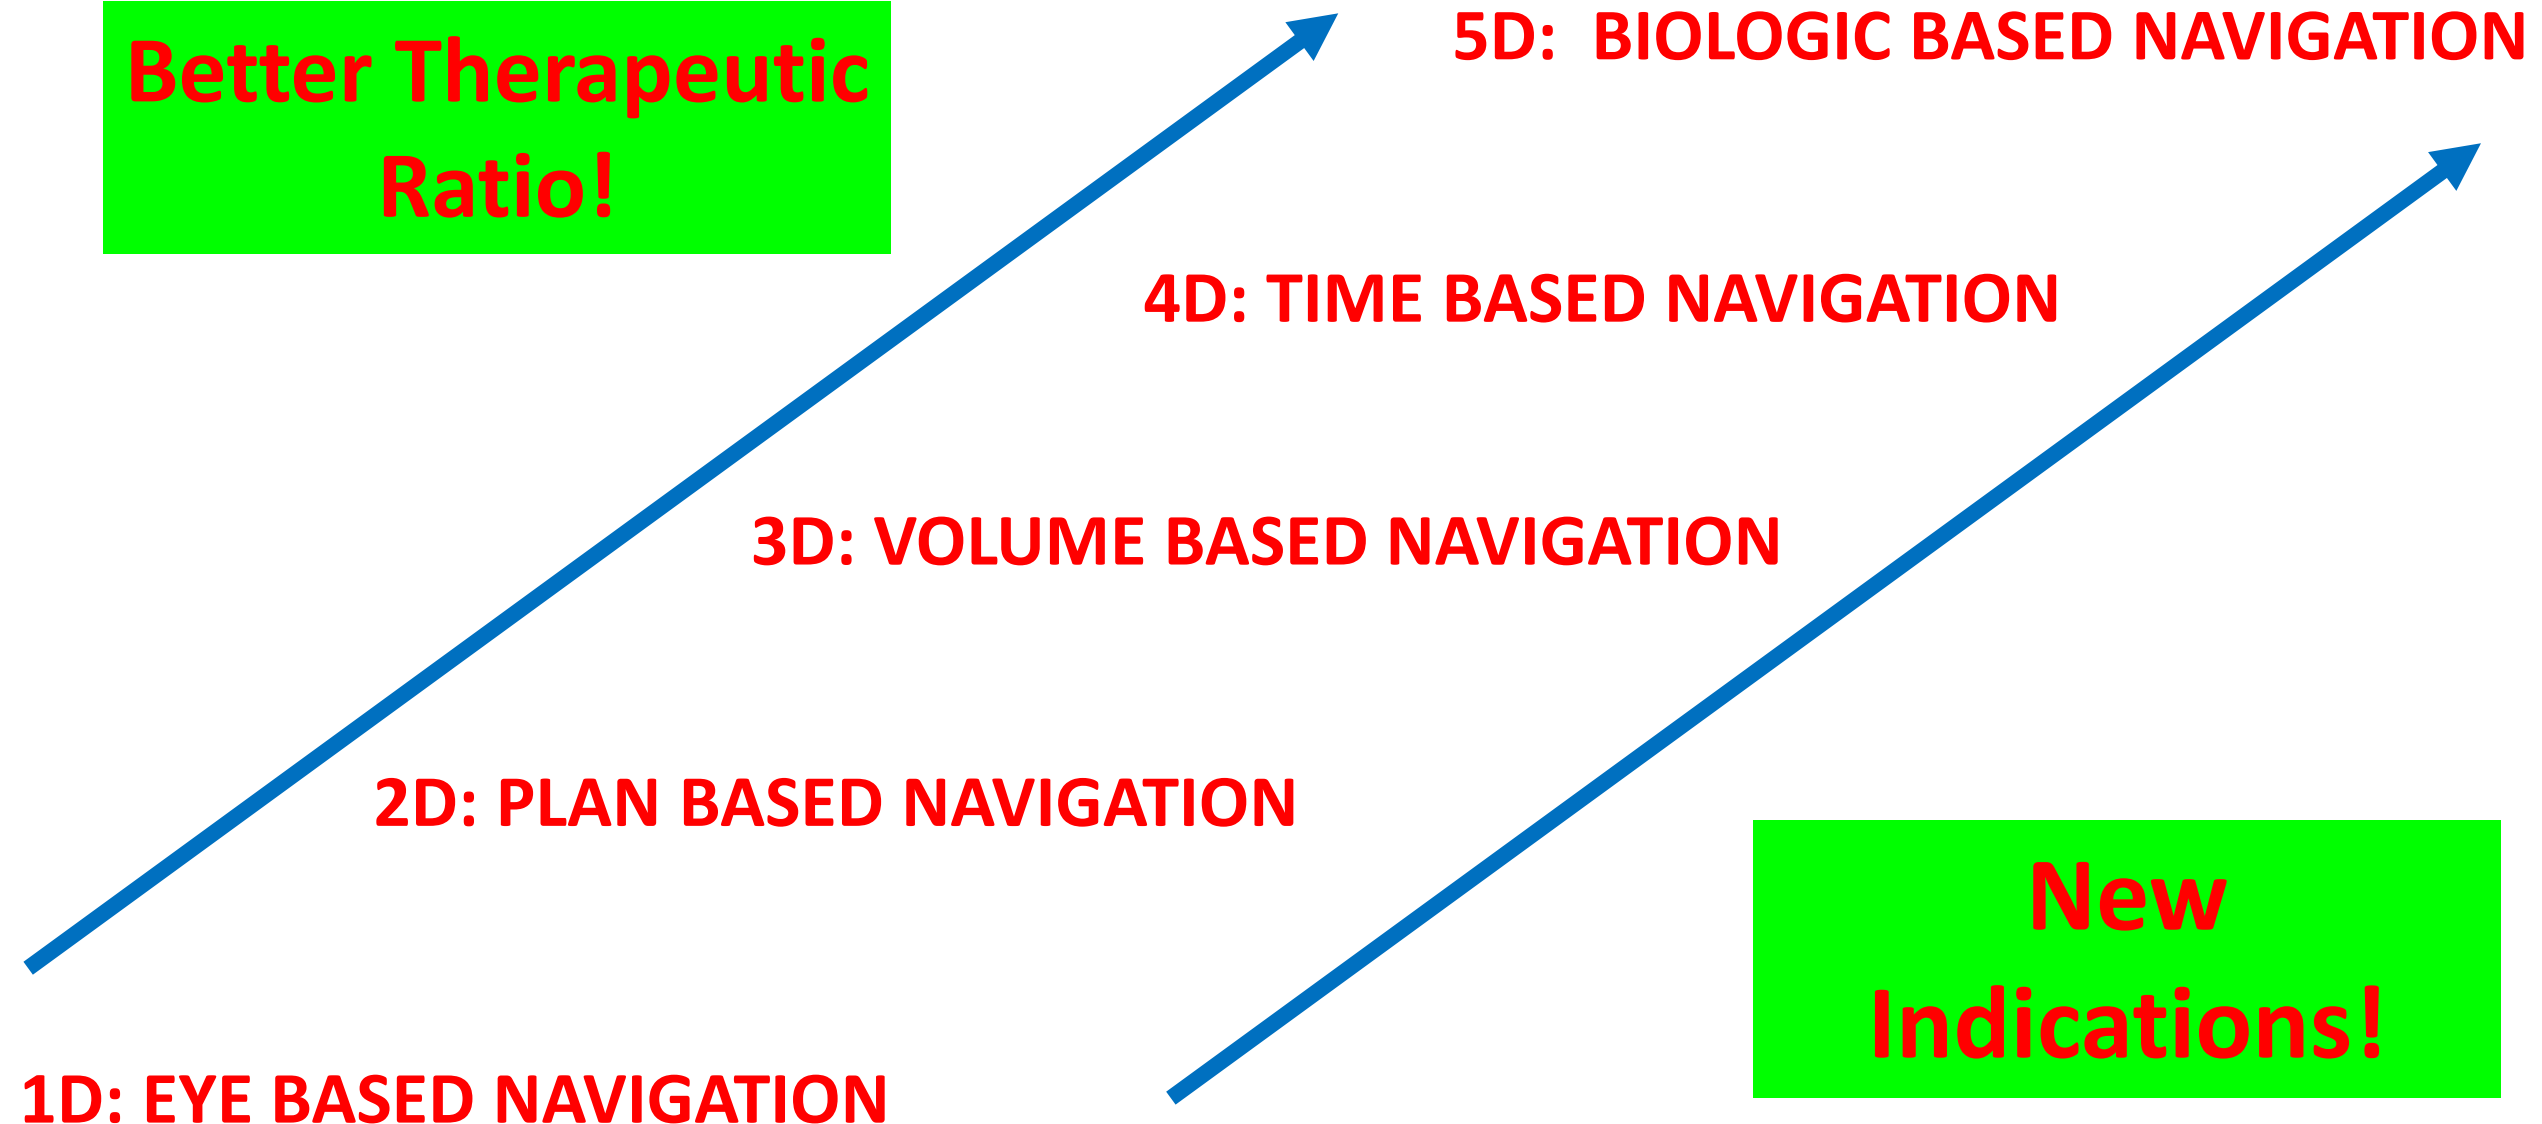 Better Therapeutic
Ratio!
5D:  BIOLOGIC BASED NAVIGATION
4D: TIME BASED NAVIGATION
3D: VOLUME BASED NAVIGATION
2D: PLAN BASED NAVIGATION
New
Indications!
1D: EYE BASED NAVIGATION